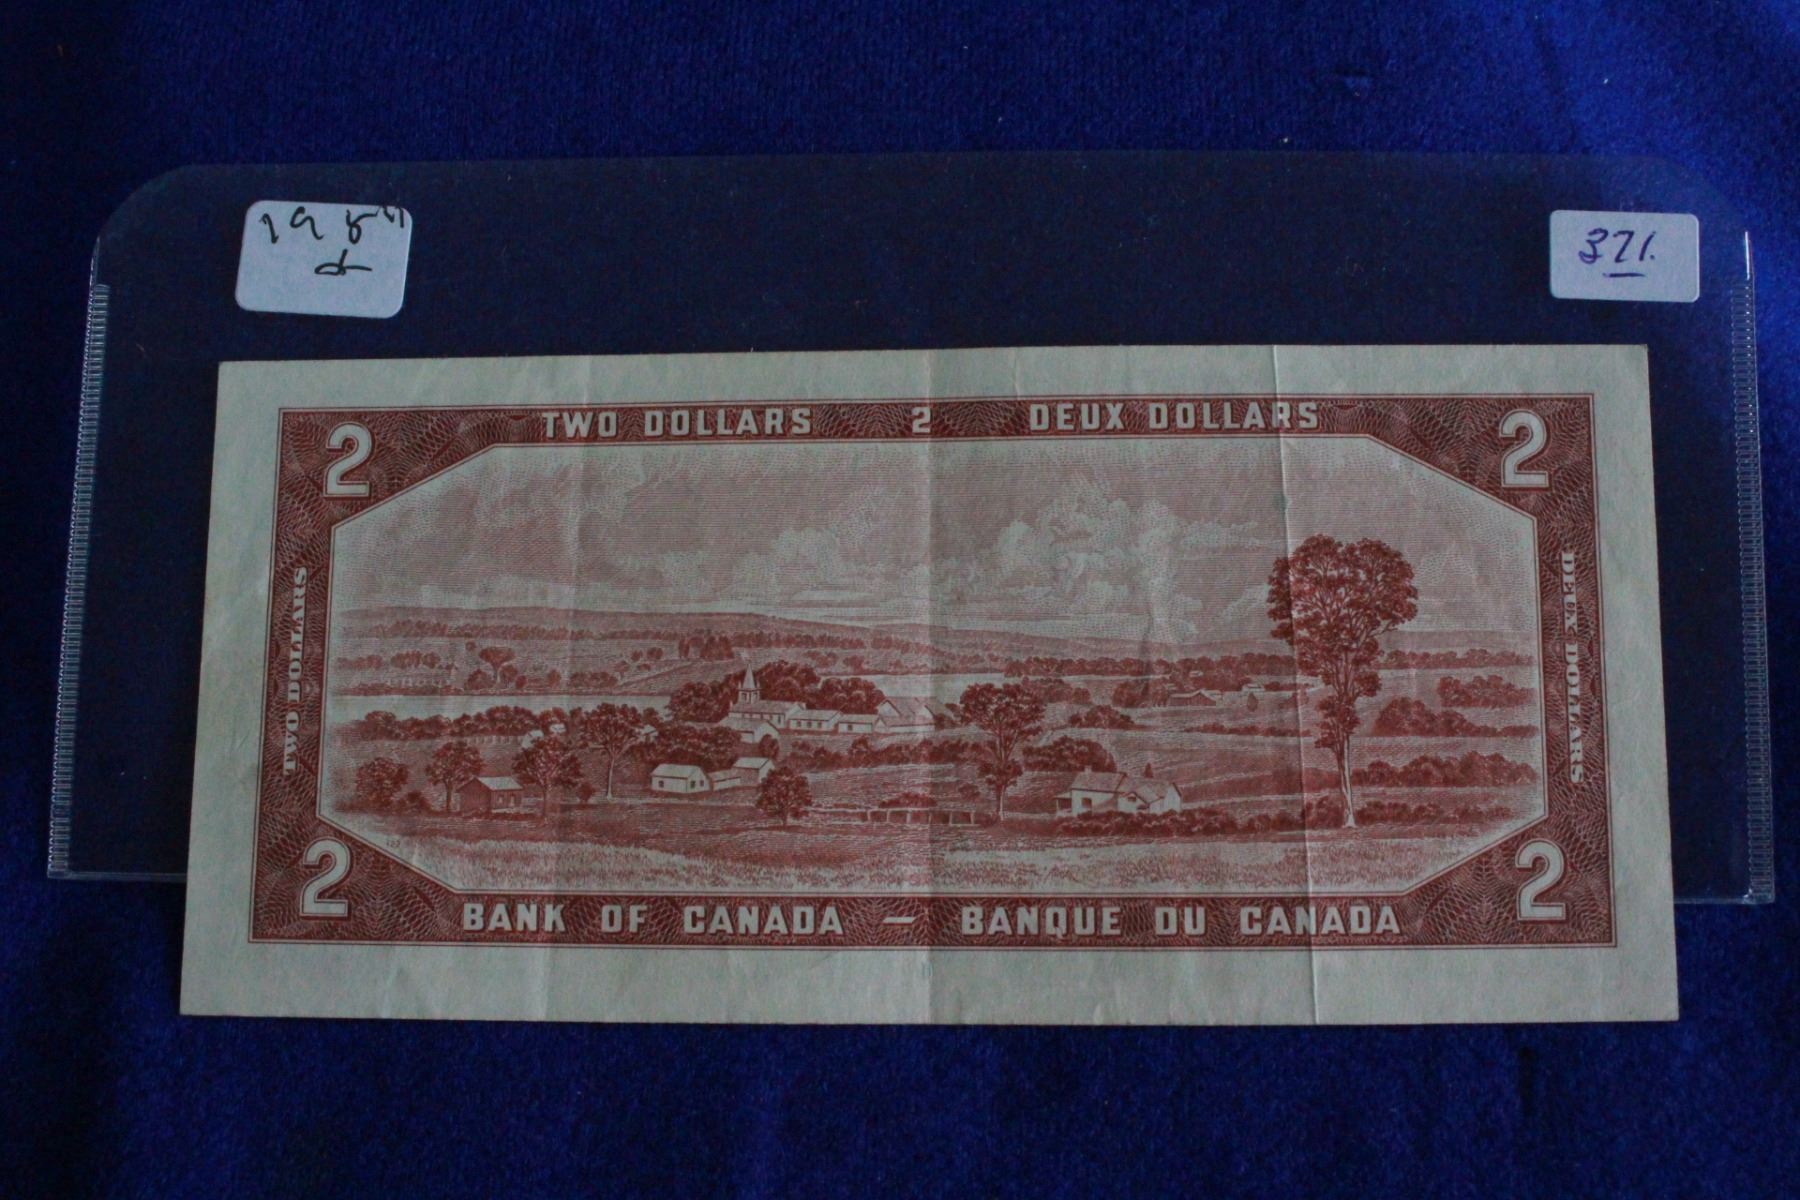 1954
371.
TWO DOLLARS 2 DEUX DOLLARS
2 2
TWO DOLLARS
DEUX DOLLARS
2 2
BANK OF CANADA — BANQUE DU CANADA